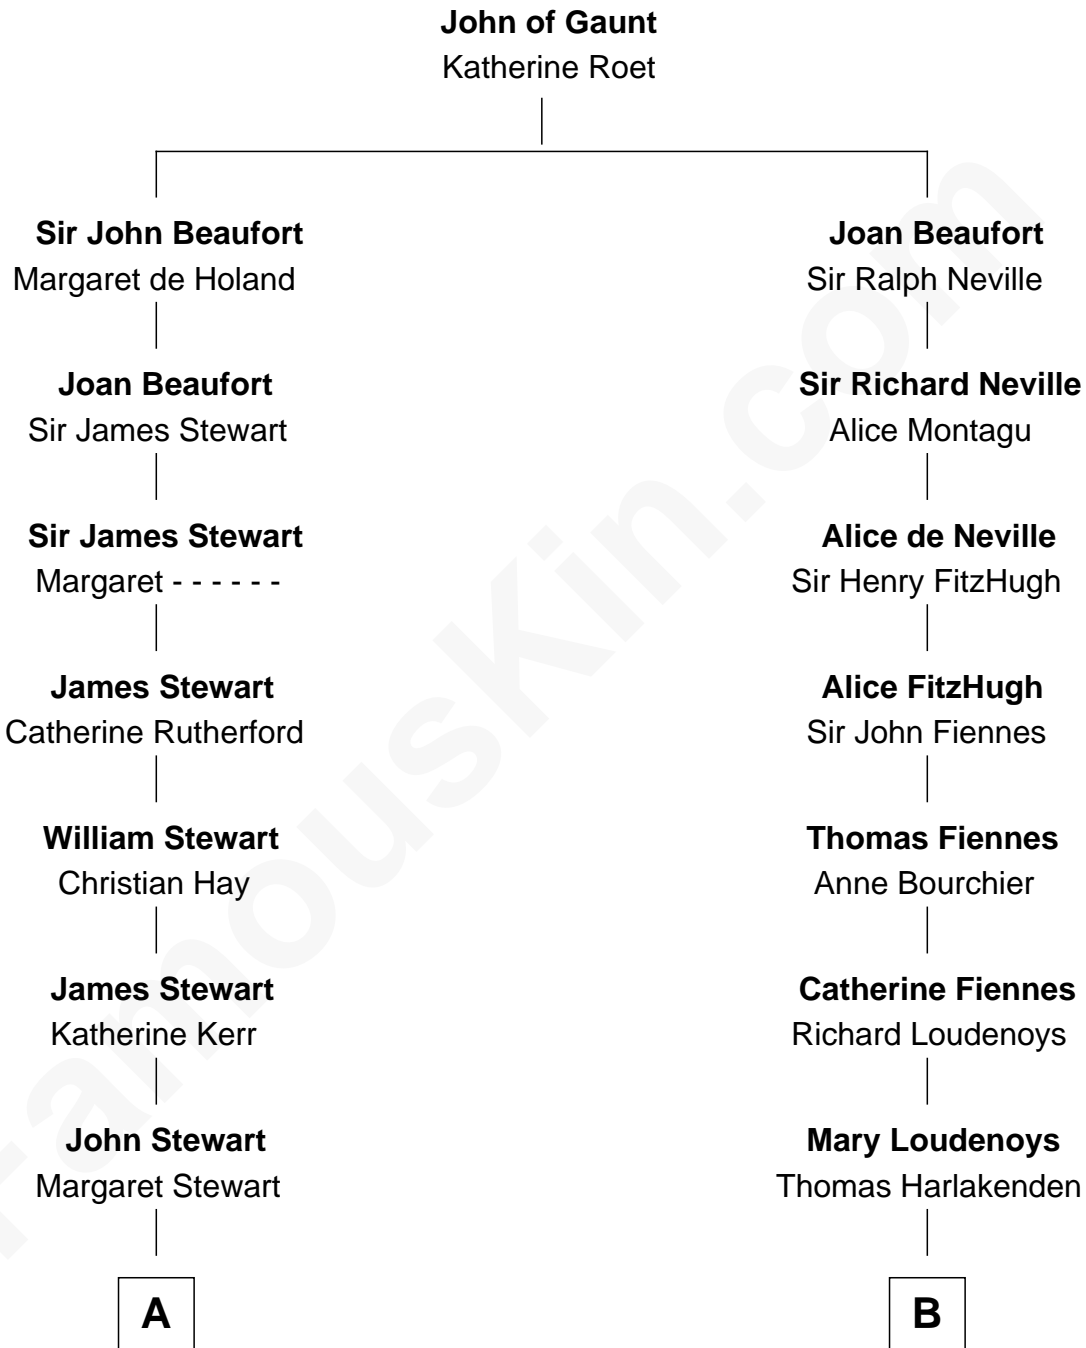 John of Gaunt
Katherine Roet
Sir John Beaufort
Margaret de Holand
Joan Beaufort
Sir James Stewart
Sir James Stewart
Margaret - - - - - -
James Stewart
Catherine Rutherford
William Stewart
Christian Hay
James Stewart
Katherine Kerr
John Stewart
Margaret Stewart
A
Joan Beaufort
Sir Ralph Neville
Sir Richard Neville
Alice Montagu
Alice de Neville
Sir Henry FitzHugh
Alice FitzHugh
Sir John Fiennes
Thomas Fiennes
Anne Bourchier
Catherine Fiennes
Richard Loudenoys
Mary Loudenoys
Thomas Harlakenden
B
FamousKin.com